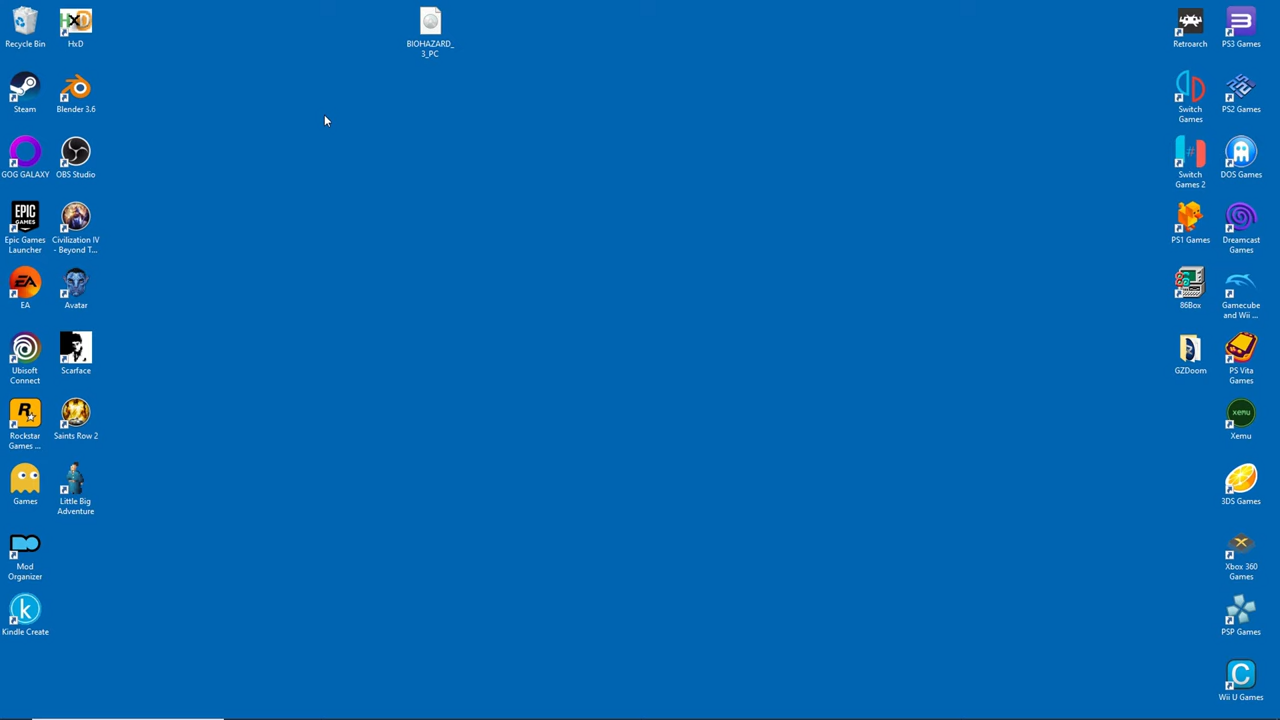 Recycle Bin
HxD
BIOHAZARD_
3_PC
Retroarch
PS3 Games
3
Steam
Blender 3.6
Switch
Games
PS2 Games
GOG GALAXY
OBS Studio
#
Switch
Games 2
DOS Games
EPIC
GAMES
Epic Games
Launcher
Civilization IV
- Beyond T...
PS1 Games
Dreamcast
Games
EA
EA
Avatar
86Box
Gamecube
and Wii ...
Ubisoft
Connect
Scarface
GZDoom
PS Vita
Games
R
Rockstar
Games ...
Saints Row 2
xemu
Xemu
Games
Little Big
Adventure
3DS Games
Mod
Organizer
X
Xbox 360
Games
k
Kindle Create
PSP Games
C
Wii U Games